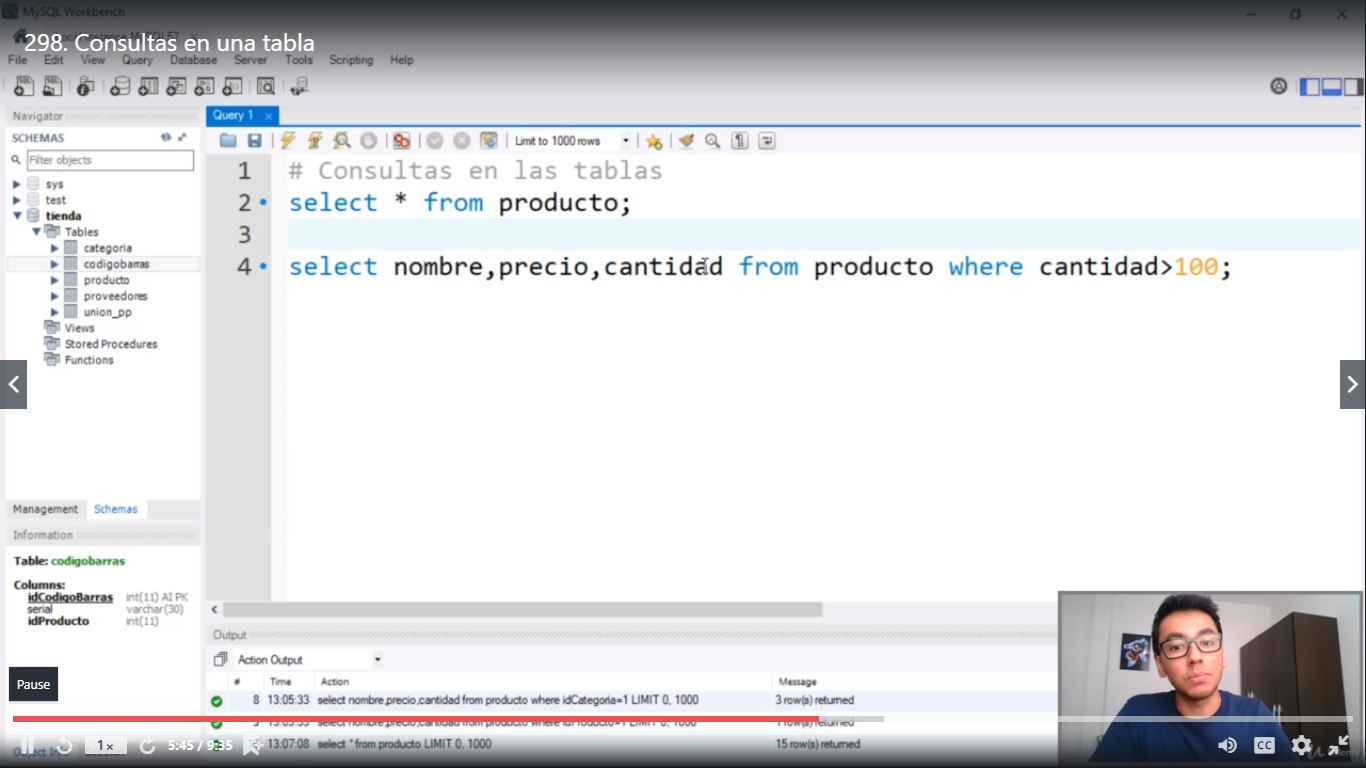 MySQL Workbench
298. Consultas en una tabla
File Edit View Query Database Server Tools Scripting Help
Navigator
SCHEMAS
Filter objects
sys
test
tienda
Tables
categoria
codigobarras
producto
proveedores
union_pp
Views
Stored Procedures
Functions
Management Schemas
Information
Table: codigobarras
Columns:
idCodigoBarras int(11) AI PK
serial varchar(30)
idProducto int(11)
Query 1
Limit to 1000 rows
1 # Consultas en las tablas
2 select * from producto;
3
4 select nombre,precio,cantidad from producto where cantidad>100;
Output
Action Output
# Time Action Message
8 13:05:33 select nombre,precio,cantidad from producto where idCategoria=1 LIMIT 0, 1000 3 row(s) returned
select nombre,precio,cantidad from producto where idProducto=1 LIMIT 0, 1000 1 row(s) returned
13:07:08 select * from producto LIMIT 0, 1000 15 row(s) returned
Pause
1x
5:45 / 9:35
CC